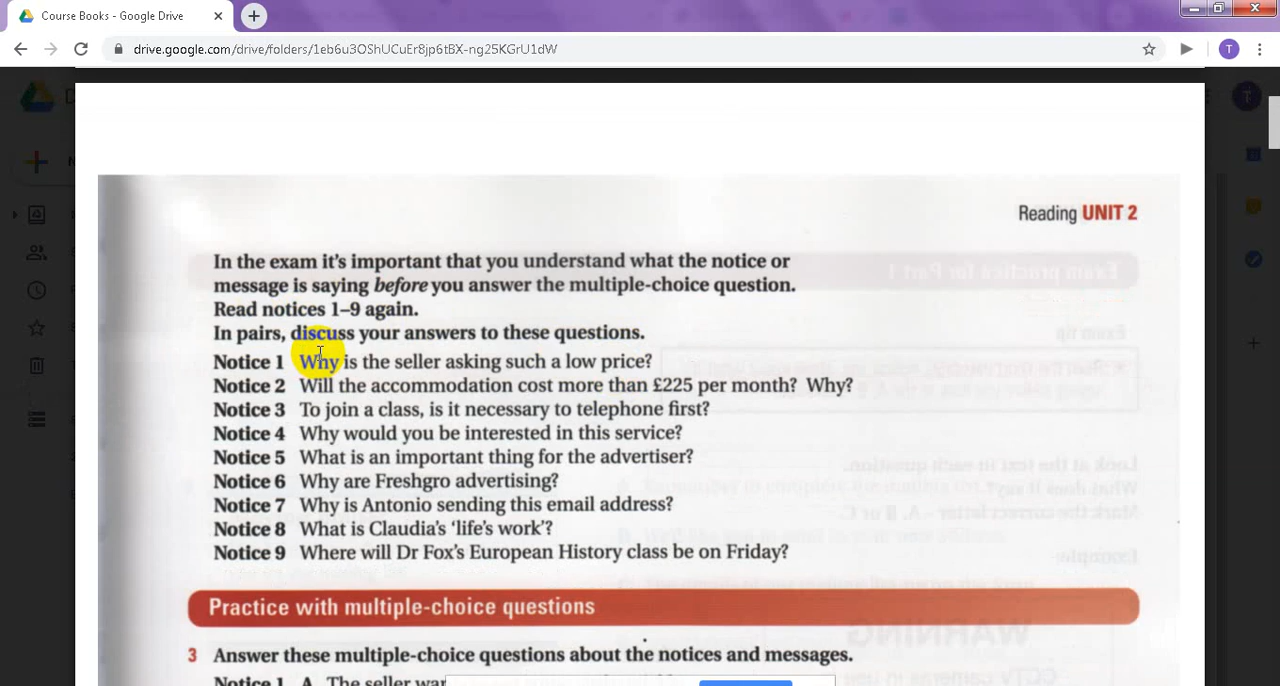 Course Books - Google Drive
drive.google.com/drive/folders/1eb6u3OShUCuEr8jp6tBX-ng25KGrU1dW
T
T
Reading UNIT 2
In the exam it's important that you understand what the notice or
message is saying before you answer the multiple-choice question.
Read notices 1–9 again.
In pairs, discuss your answers to these questions.
Notice 1 Why is the seller asking such a low price?
Notice 2 Will the accommodation cost more than £225 per month? Why?
Notice 3 To join a class, is it necessary to telephone first?
Notice 4 Why would you be interested in this service?
Notice 5 What is an important thing for the advertiser?
Notice 6 Why are Freshgro advertising?
Notice 7 Why is Antonio sending this email address?
Notice 8 What is Claudia's 'life's work'?
Notice 9 Where will Dr Fox's European History class be on Friday?
Practice with multiple-choice questions
3 Answer these multiple-choice questions about the notices and messages.
Notice 1 A The seller